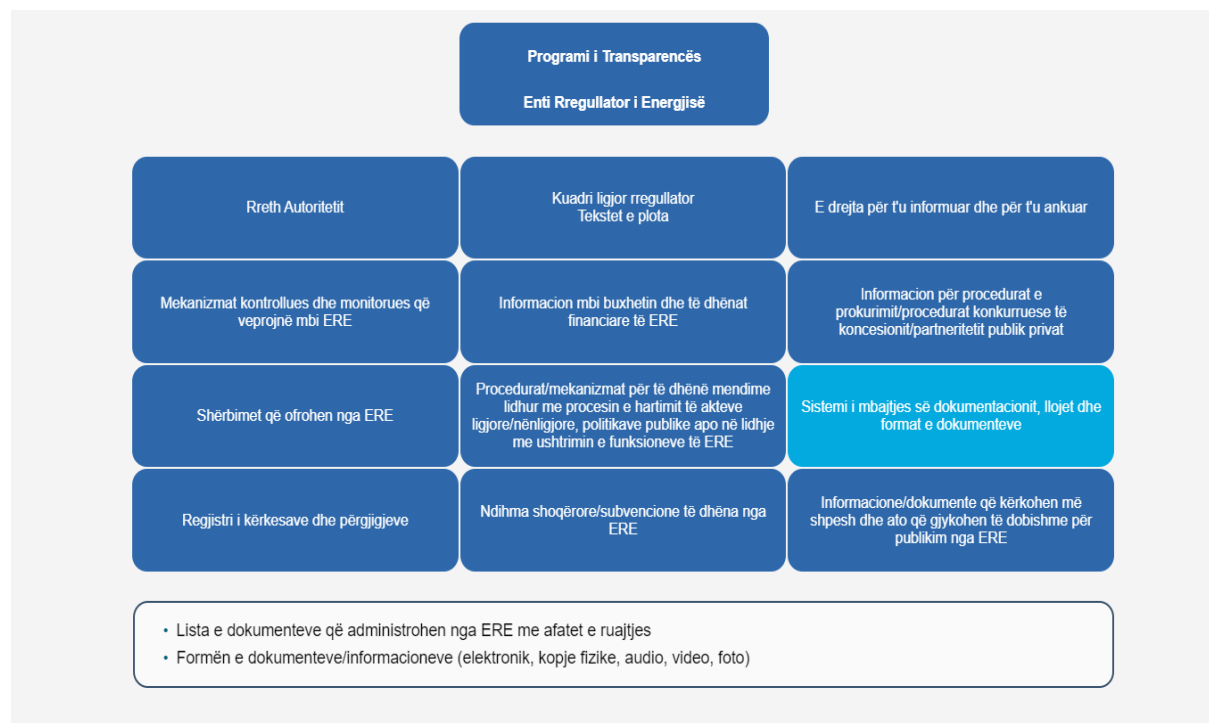 Programi i Transparencës
Enti Rregullator i Energjisë
Rreth Autoritetit
Kuadri ligjor rregullator
Tekstet e plota
E drejta për t'u informuar dhe për t'u ankuar
Mekanizmat kontrollues dhe monitorues që
veprojnë mbi ERE
Informacion mbi buxhetin dhe të dhënat
financiare të ERE
Informacion për procedurat e
prokurimit/procedurat konkurruese të
koncesionit/partneritetit publik privat
Shërbimet që ofrohen nga ERE
Procedurat/mekanizmat për të dhënë mendime
lidhur me procesin e hartimit të akteve
ligjore/nënligjore, politikave publike apo në lidhje
me ushtrimin e funksioneve të ERE
Sistemi i mbajtjes së dokumentacionit, llojet dhe
format e dokumenteve
Regjistri i kërkesave dhe përgjigjeve
Ndihma shoqërore/subvencione të dhëna nga
ERE
Informacione/dokumente që kërkohen më
shpesh dhe ato që gjykohen të dobishme për
publikim nga ERE
• Lista e dokumenteve që administrohen nga ERE me afatet e ruajtjes
• Formën e dokumenteve/informacioneve (elektronik, kopje fizike, audio, video, foto)